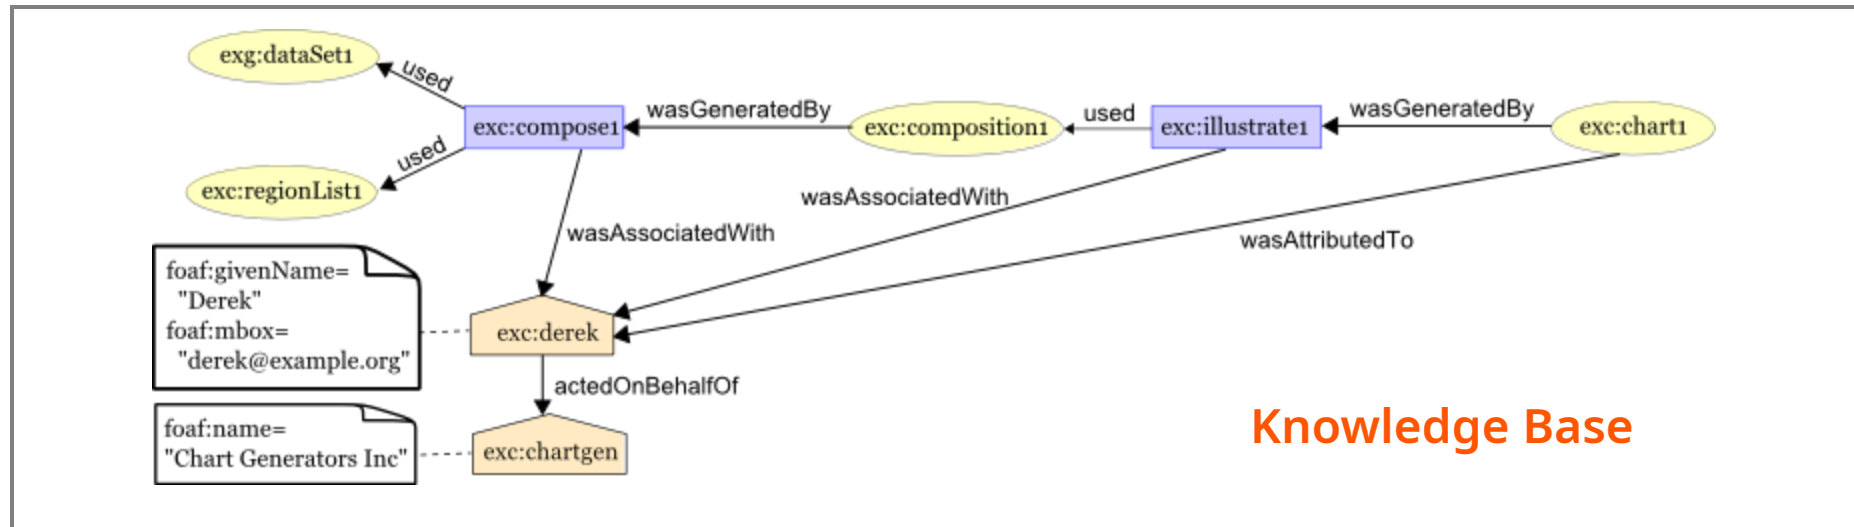 exg:dataSet1
used
exc:compose1
wasGeneratedBy
exc:composition1
used
exc:illustrate1
wasGeneratedBy
exc:chart1
used
exc:regionList1
wasAssociatedWith
wasAssociatedWith
wasAttributedTo
foaf:givenName=
"Derek"
foaf:mbox=
"derek@example.org"
exc:derek
actedOnBehalfOf
foaf:name=
"Chart Generators Inc"
exc:chartgen
Knowledge Base